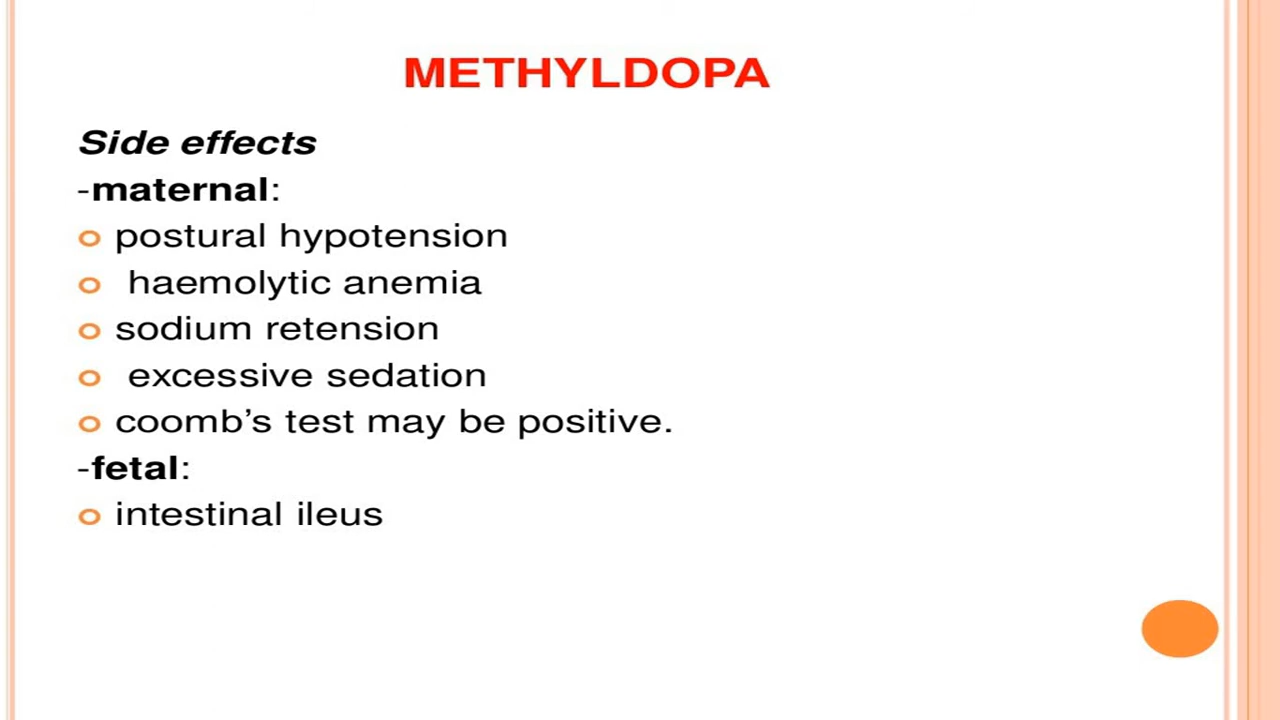 METHYLDOPA
Side effects
-maternal:
postural hypotension
haemolytic anemia
sodium retension
excessive sedation
coomb’s test may be positive.
-fetal:
intestinal ileus